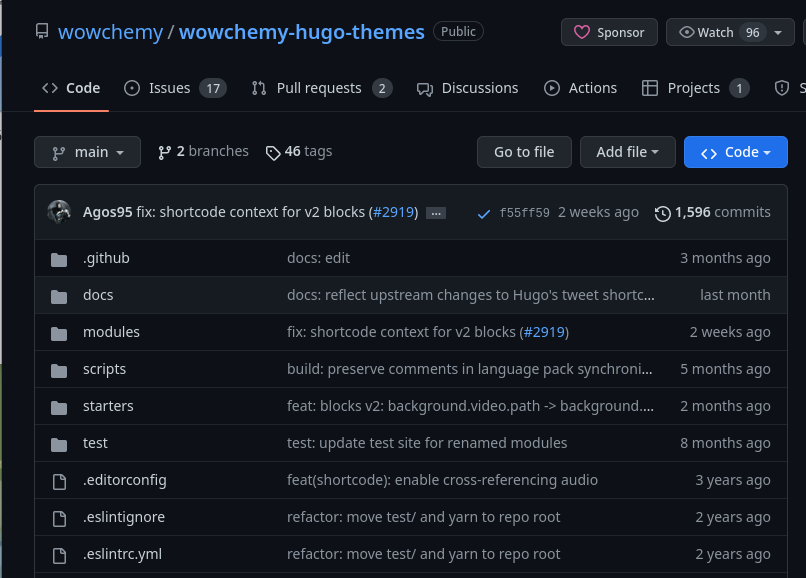 wowchemy / wowchemy-hugo-themes Public Sponsor Watch 96
Code Issues 17 Pull requests 2 Discussions Actions Projects 1 S
main 2 branches 46 tags Go to file Add file Code
Agos95 fix: shortcode context for v2 blocks (#2919) ... f55ff59 2 weeks ago 1,596 commits
.github docs: edit 3 months ago
docs docs: reflect upstream changes to Hugo's tweet shortc... last month
modules fix: shortcode context for v2 blocks (#2919) 2 weeks ago
scripts build: preserve comments in language pack synchroni... 5 months ago
starters feat: blocks v2: background.video.path -> background.... 2 months ago
test test: update test site for renamed modules 8 months ago
.editorconfig feat(shortcode): enable cross-referencing audio 3 years ago
.eslintignore refactor: move test/ and yarn to repo root 2 years ago
.eslintrc.yml refactor: move test/ and yarn to repo root 2 years ago